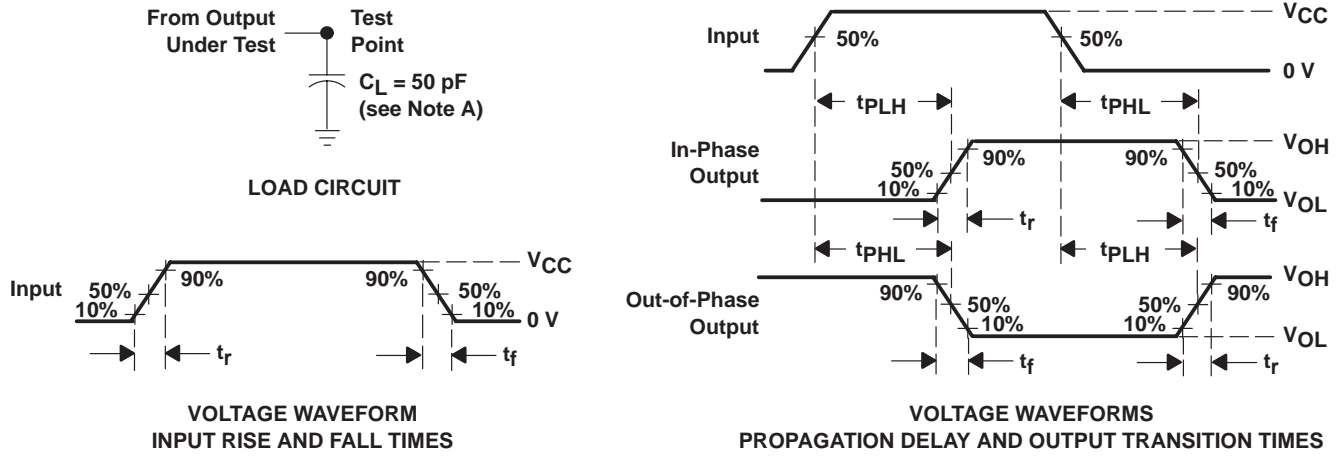 From Output
Under Test
Test
Point
CL = 50 pF
(see Note A)
LOAD CIRCUIT
Input
50%
10%
90%
90%
50%
10%
VCC
0 V
tr
tf
VOLTAGE WAVEFORM
INPUT RISE AND FALL TIMES
Input
50%
50%
VCC
0 V
tPLH
tPHL
In-Phase
Output
50%
10%
90%
90%
50%
10%
VOH
VOL
tr
tf
tPHL
tPLH
Out-of-Phase
Output
90%
50%
10%
50%
10%
90%
VOH
VOL
tf
tr
VOLTAGE WAVEFORMS
PROPAGATION DELAY AND OUTPUT TRANSITION TIMES